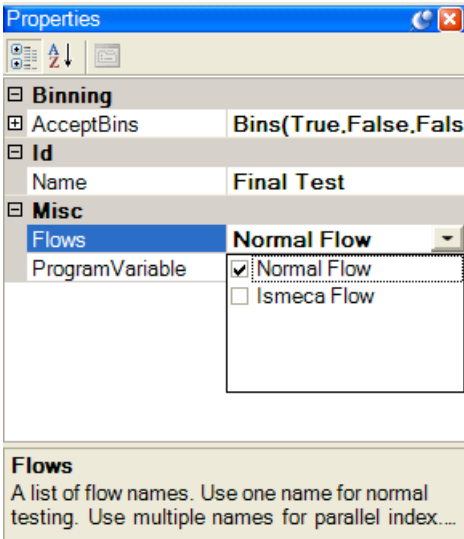 Properties
A
Z
Binning
AcceptBins Bins(True,False,Fals
Id
Name Final Test
Misc
Flows Normal Flow
ProgramVariable
Normal Flow
Ismeca Flow
Flows
A list of flow names. Use one name for normal
testing. Use multiple names for parallel index....